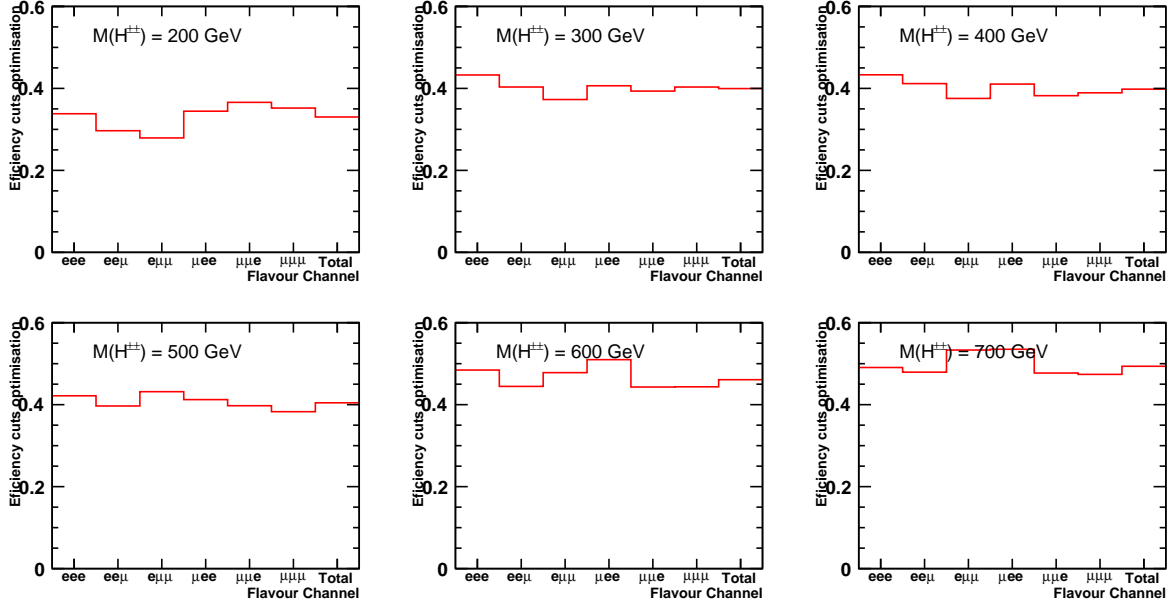 Eficiency cuts optimisation
M(H±±) = 200 GeV
0.6
0.4
0.2
0
eee eeμ eμμ μee μμe μμμ Total
Flavour Channel
Eficiency cuts optimisation
M(H±±) = 300 GeV
0.6
0.4
0.2
0
eee eeμ eμμ μee μμe μμμ Total
Flavour Channel
Eficiency cuts optimisation
M(H±±) = 400 GeV
0.6
0.4
0.2
0
eee eeμ eμμ μee μμe μμμ Total
Flavour Channel
Eficiency cuts optimisation
M(H±±) = 500 GeV
0.6
0.4
0.2
0
eee eeμ eμμ μee μμe μμμ Total
Flavour Channel
Eficiency cuts optimisation
M(H±±) = 600 GeV
0.6
0.4
0.2
0
eee eeμ eμμ μee μμe μμμ Total
Flavour Channel
Eficiency cuts optimisation
M(H±±) = 700 GeV
0.6
0.4
0.2
0
eee eeμ eμμ μee μμe μμμ Total
Flavour Channel